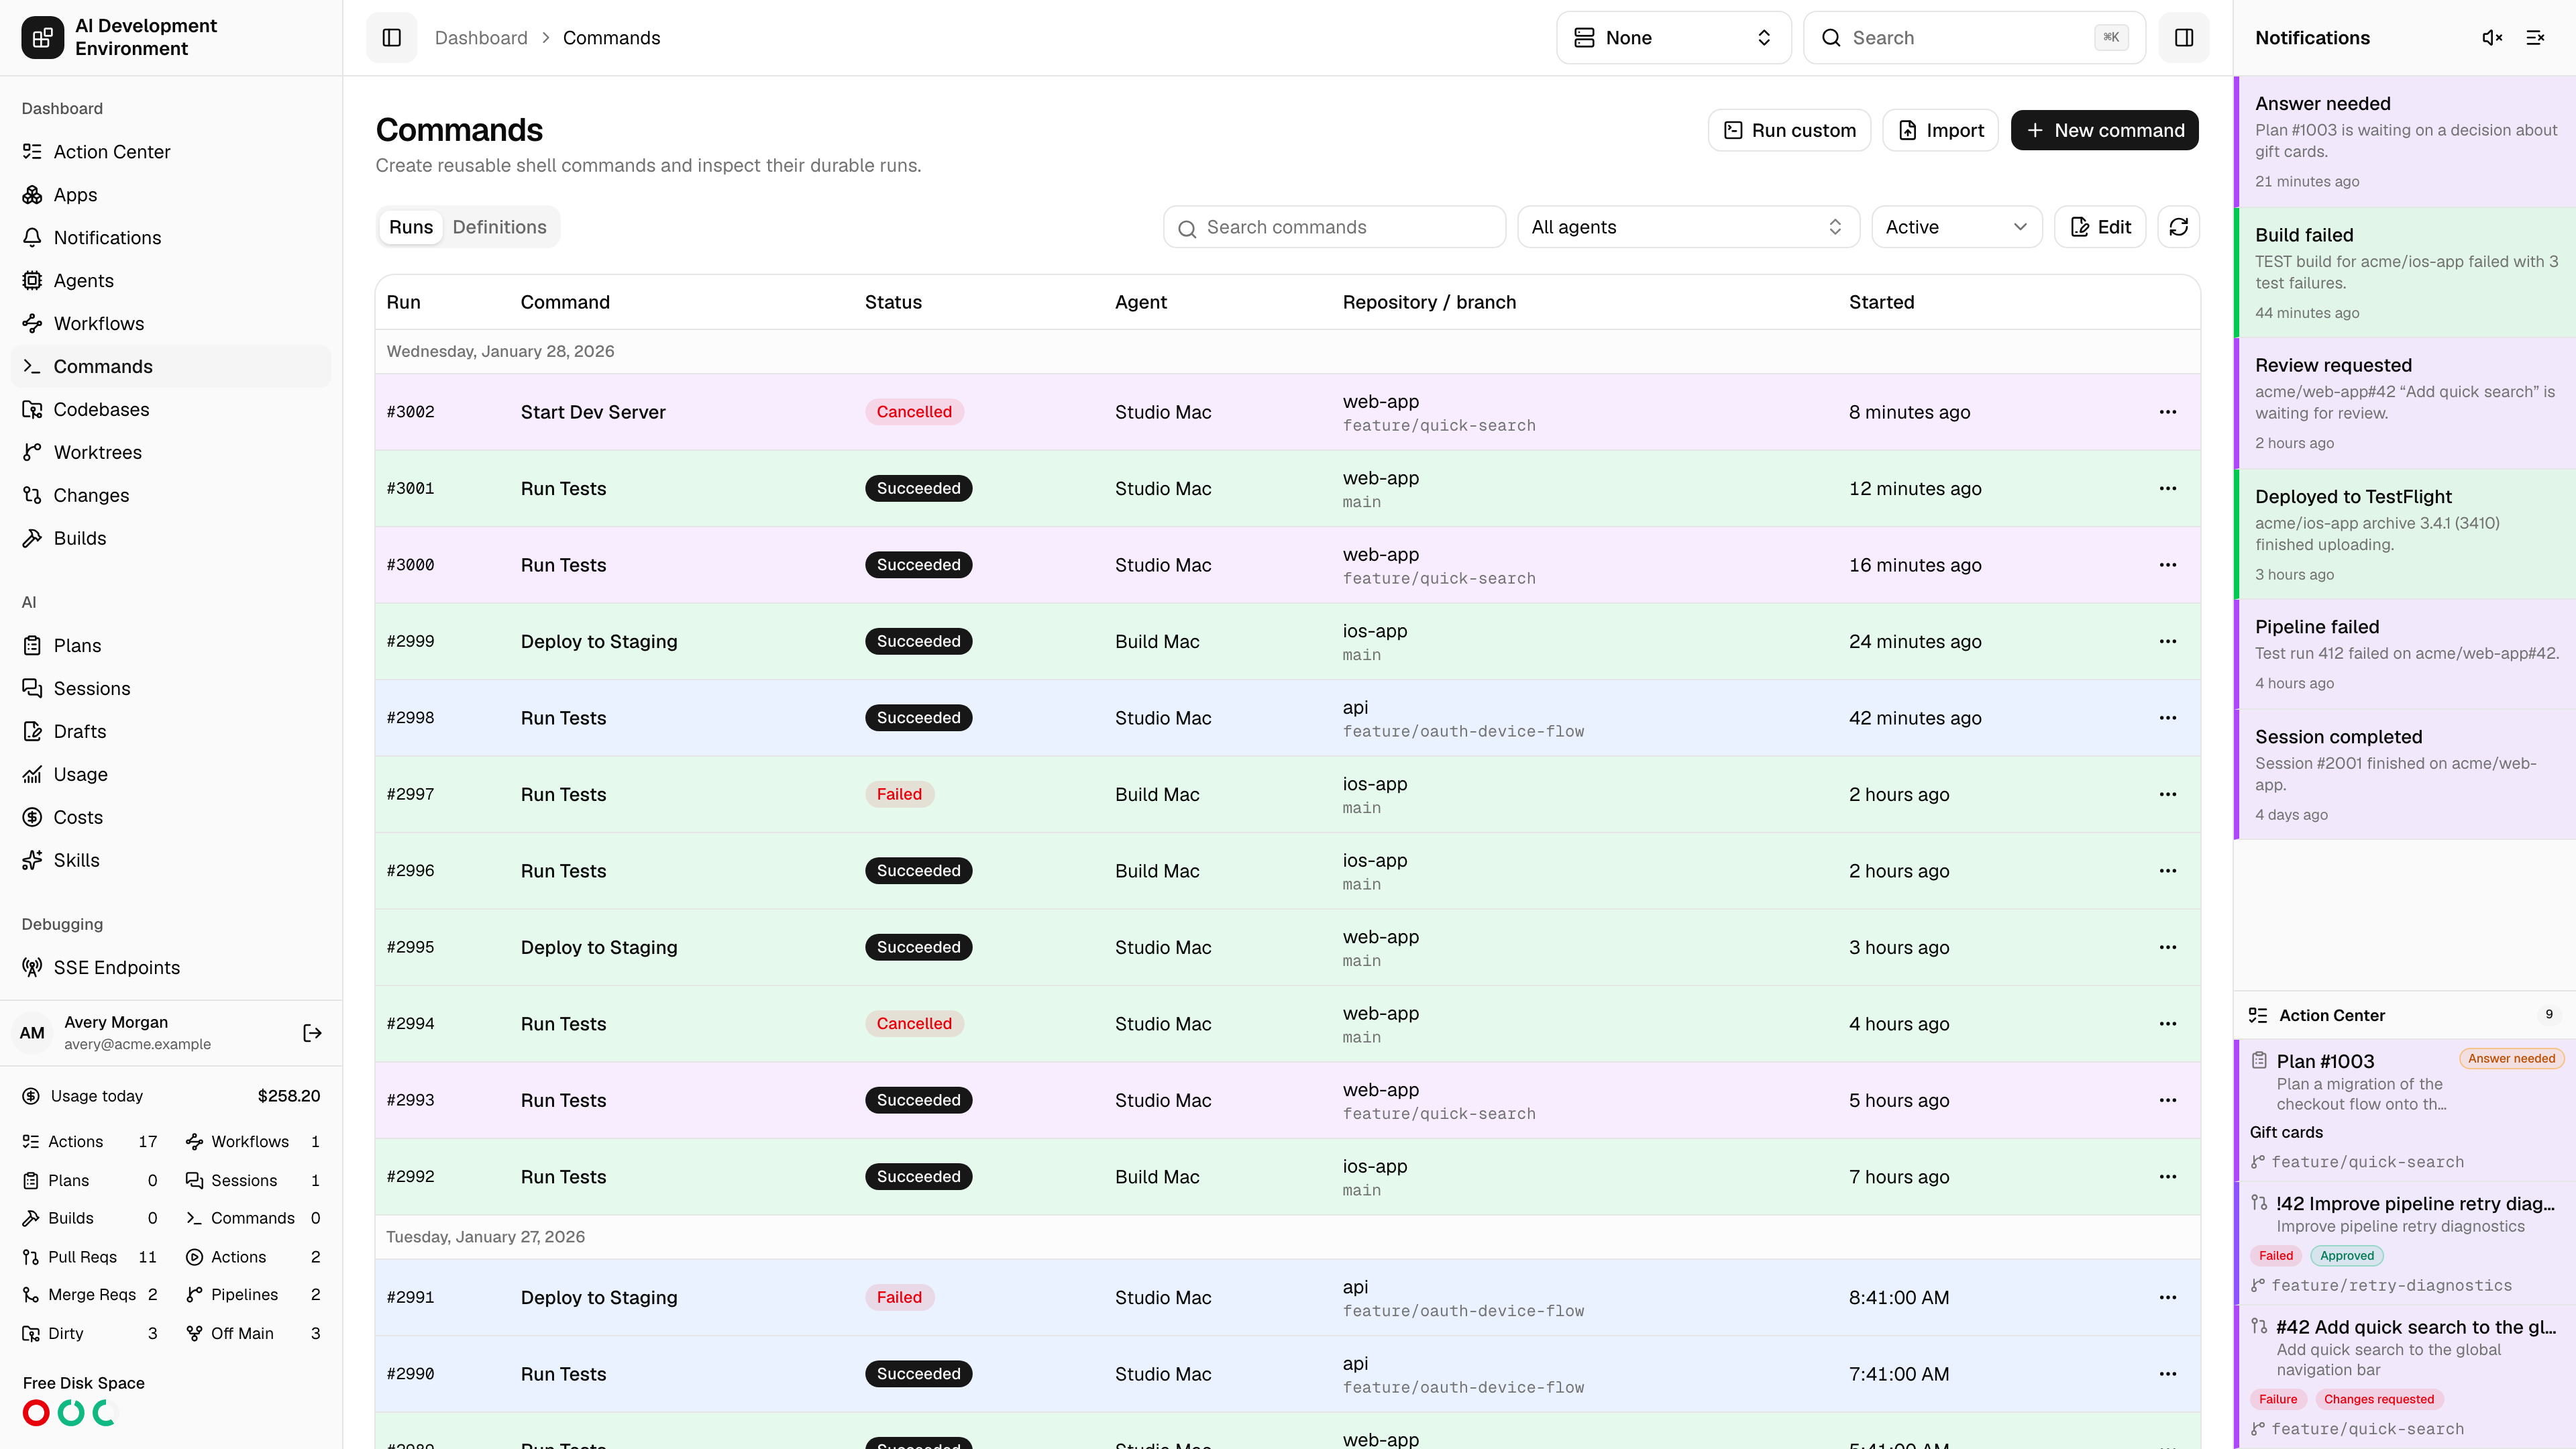 AI Development
Environment
Dashboard
Action Center
Apps
Notifications
Agents
Workflows
Commands
Codebases
Worktrees
Changes
Builds
AI
Plans
Sessions
Drafts
Usage
Costs
Skills
Debugging
SSE Endpoints
AM
Avery Morgan
avery@acme.example
Usage today $258.20
Actions 17 Workflows 1
Plans 0 Sessions 1
Builds 0 Commands 0
Pull Reqs 11 Actions 2
Merge Reqs 2 Pipelines 2
Dirty 3 Off Main 3
Free Disk Space
Dashboard > Commands
None
Search ⌘K
Commands
Create reusable shell commands and inspect their durable runs.
Run custom
Import
New command
Runs Definitions
Search commands
All agents
Active
Edit
Run Command Status Agent Repository / branch Started
Wednesday, January 28, 2026
#3002 Start Dev Server Cancelled Studio Mac web-app 8 minutes ago
feature/quick-search
#3001 Run Tests Succeeded Studio Mac web-app 12 minutes ago
main
#3000 Run Tests Succeeded Studio Mac web-app 16 minutes ago
feature/quick-search
#2999 Deploy to Staging Succeeded Build Mac ios-app 24 minutes ago
main
#2998 Run Tests Succeeded Studio Mac api 42 minutes ago
feature/oauth-device-flow
#2997 Run Tests Failed Build Mac ios-app 2 hours ago
main
#2996 Run Tests Succeeded Build Mac ios-app 2 hours ago
main
#2995 Deploy to Staging Succeeded Studio Mac web-app 3 hours ago
main
#2994 Run Tests Cancelled Studio Mac web-app 4 hours ago
main
#2993 Run Tests Succeeded Studio Mac web-app 5 hours ago
feature/quick-search
#2992 Run Tests Succeeded Build Mac ios-app 7 hours ago
main
Tuesday, January 27, 2026
#2991 Deploy to Staging Failed Studio Mac api 8:41:00 AM
feature/oauth-device-flow
#2990 Run Tests Succeeded Studio Mac api 7:41:00 AM
feature/oauth-device-flow
#2989 Run Tests Succeeded Studio Mac web-app 5:41:00 AM
Notifications
Answer needed
Plan #1003 is waiting on a decision about
gift cards.
21 minutes ago
Build failed
TEST build for acme/ios-app failed with 3
test failures.
44 minutes ago
Review requested
acme/web-app#42 “Add quick search” is
waiting for review.
2 hours ago
Deployed to TestFlight
acme/ios-app archive 3.4.1 (3410)
finished uploading.
3 hours ago
Pipeline failed
Test run 412 failed on acme/web-app#42.
4 hours ago
Session completed
Session #2001 finished on acme/web-
app.
4 days ago
Action Center 9
Plan #1003 Answer needed
Plan a migration of the
checkout flow onto th...
Gift cards
feature/quick-search
!42 Improve pipeline retry diag...
Improve pipeline retry diagnostics
Failed Approved
feature/retry-diagnostics
#42 Add quick search to the gl...
Add quick search to the global
navigation bar
Failure Changes requested
feature/quick-search